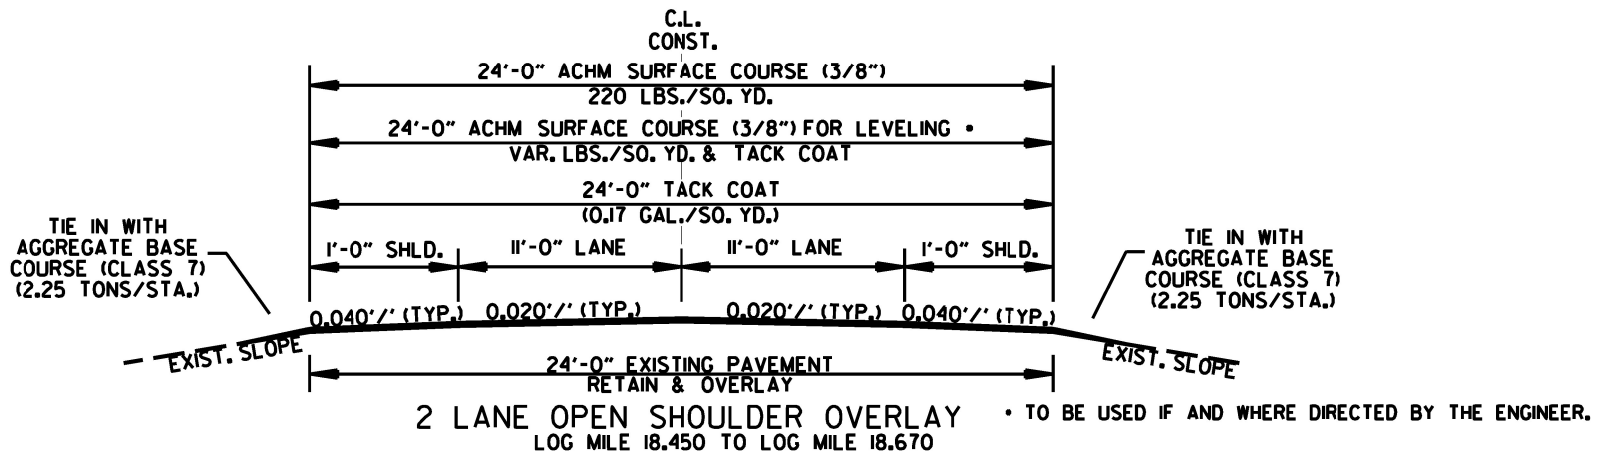 C.L.
CONST.
24'-0" ACHM SURFACE COURSE (3/8")
220 LBS./SQ. YD.
24'-0" ACHM SURFACE COURSE (3/8") FOR LEVELING •
VAR. LBS./SQ. YD. & TACK COAT
24'-0" TACK COAT
(0.17 GAL./SQ. YD.)
TIE IN WITH
AGGREGATE BASE
COURSE (CLASS 7)
(2.25 TONS/STA.)
1'-0" SHLD. 11'-0" LANE 11'-0" LANE 1'-0" SHLD.
TIE IN WITH
AGGREGATE BASE
COURSE (CLASS 7)
(2.25 TONS/STA.)
0.040'/' (TYP.) 0.020'/' (TYP.) 0.020'/' (TYP.) 0.040'/' (TYP.)
EXIST. SLOPE EXIST. SLOPE
24'-0" EXISTING PAVEMENT
RETAIN & OVERLAY
2 LANE OPEN SHOULDER OVERLAY
• TO BE USED IF AND WHERE DIRECTED BY THE ENGINEER.
LOG MILE 18.450 TO LOG MILE 18.670